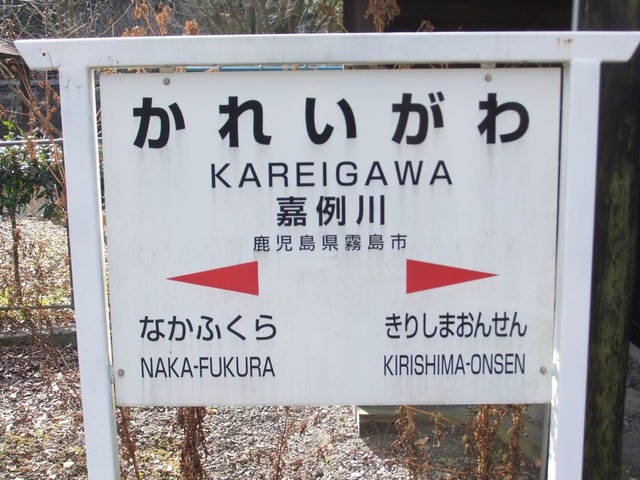 かれいがわ
KAREIGAWA
嘉例川
鹿児島県霧島市
なかふくら きりしまおんせん
NAKA-FUKURA KIRISHIMA-ONSEN